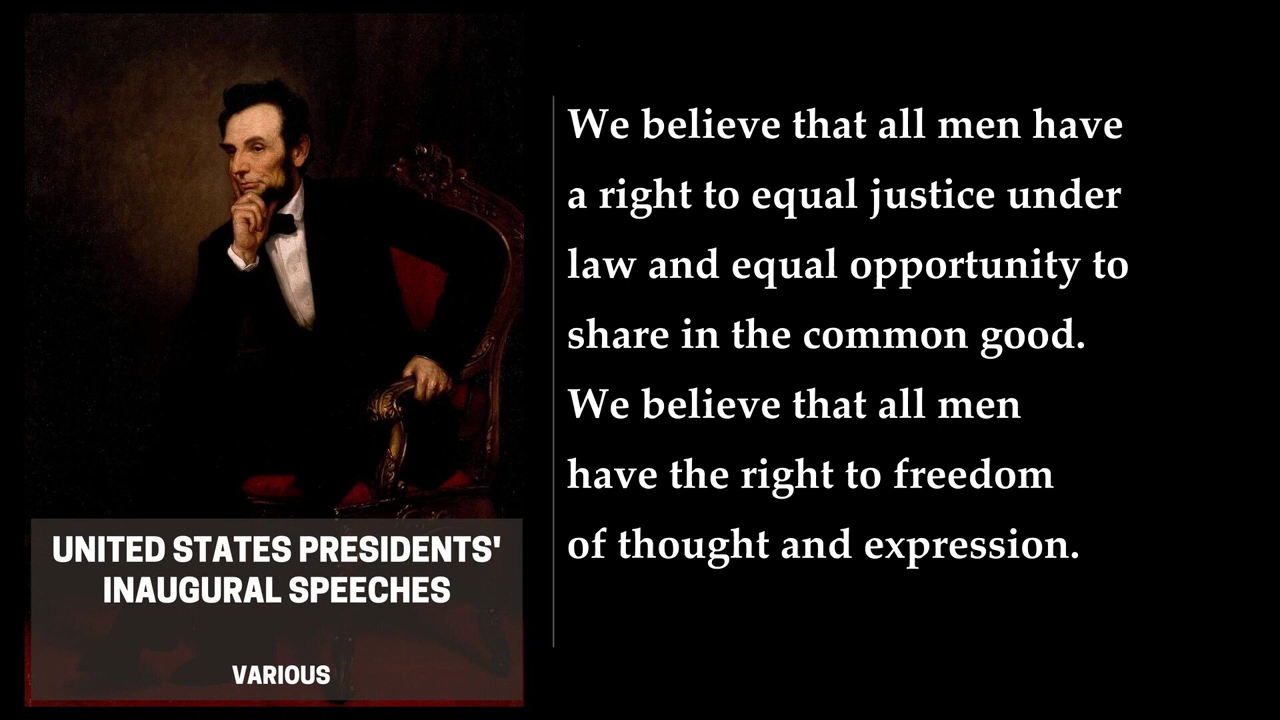 We believe that all men have
a right to equal justice under
law and equal opportunity to
share in the common good.
We believe that all men
have the right to freedom
of thought and expression.
UNITED STATES PRESIDENTS'
INAUGURAL SPEECHES
VARIOUS